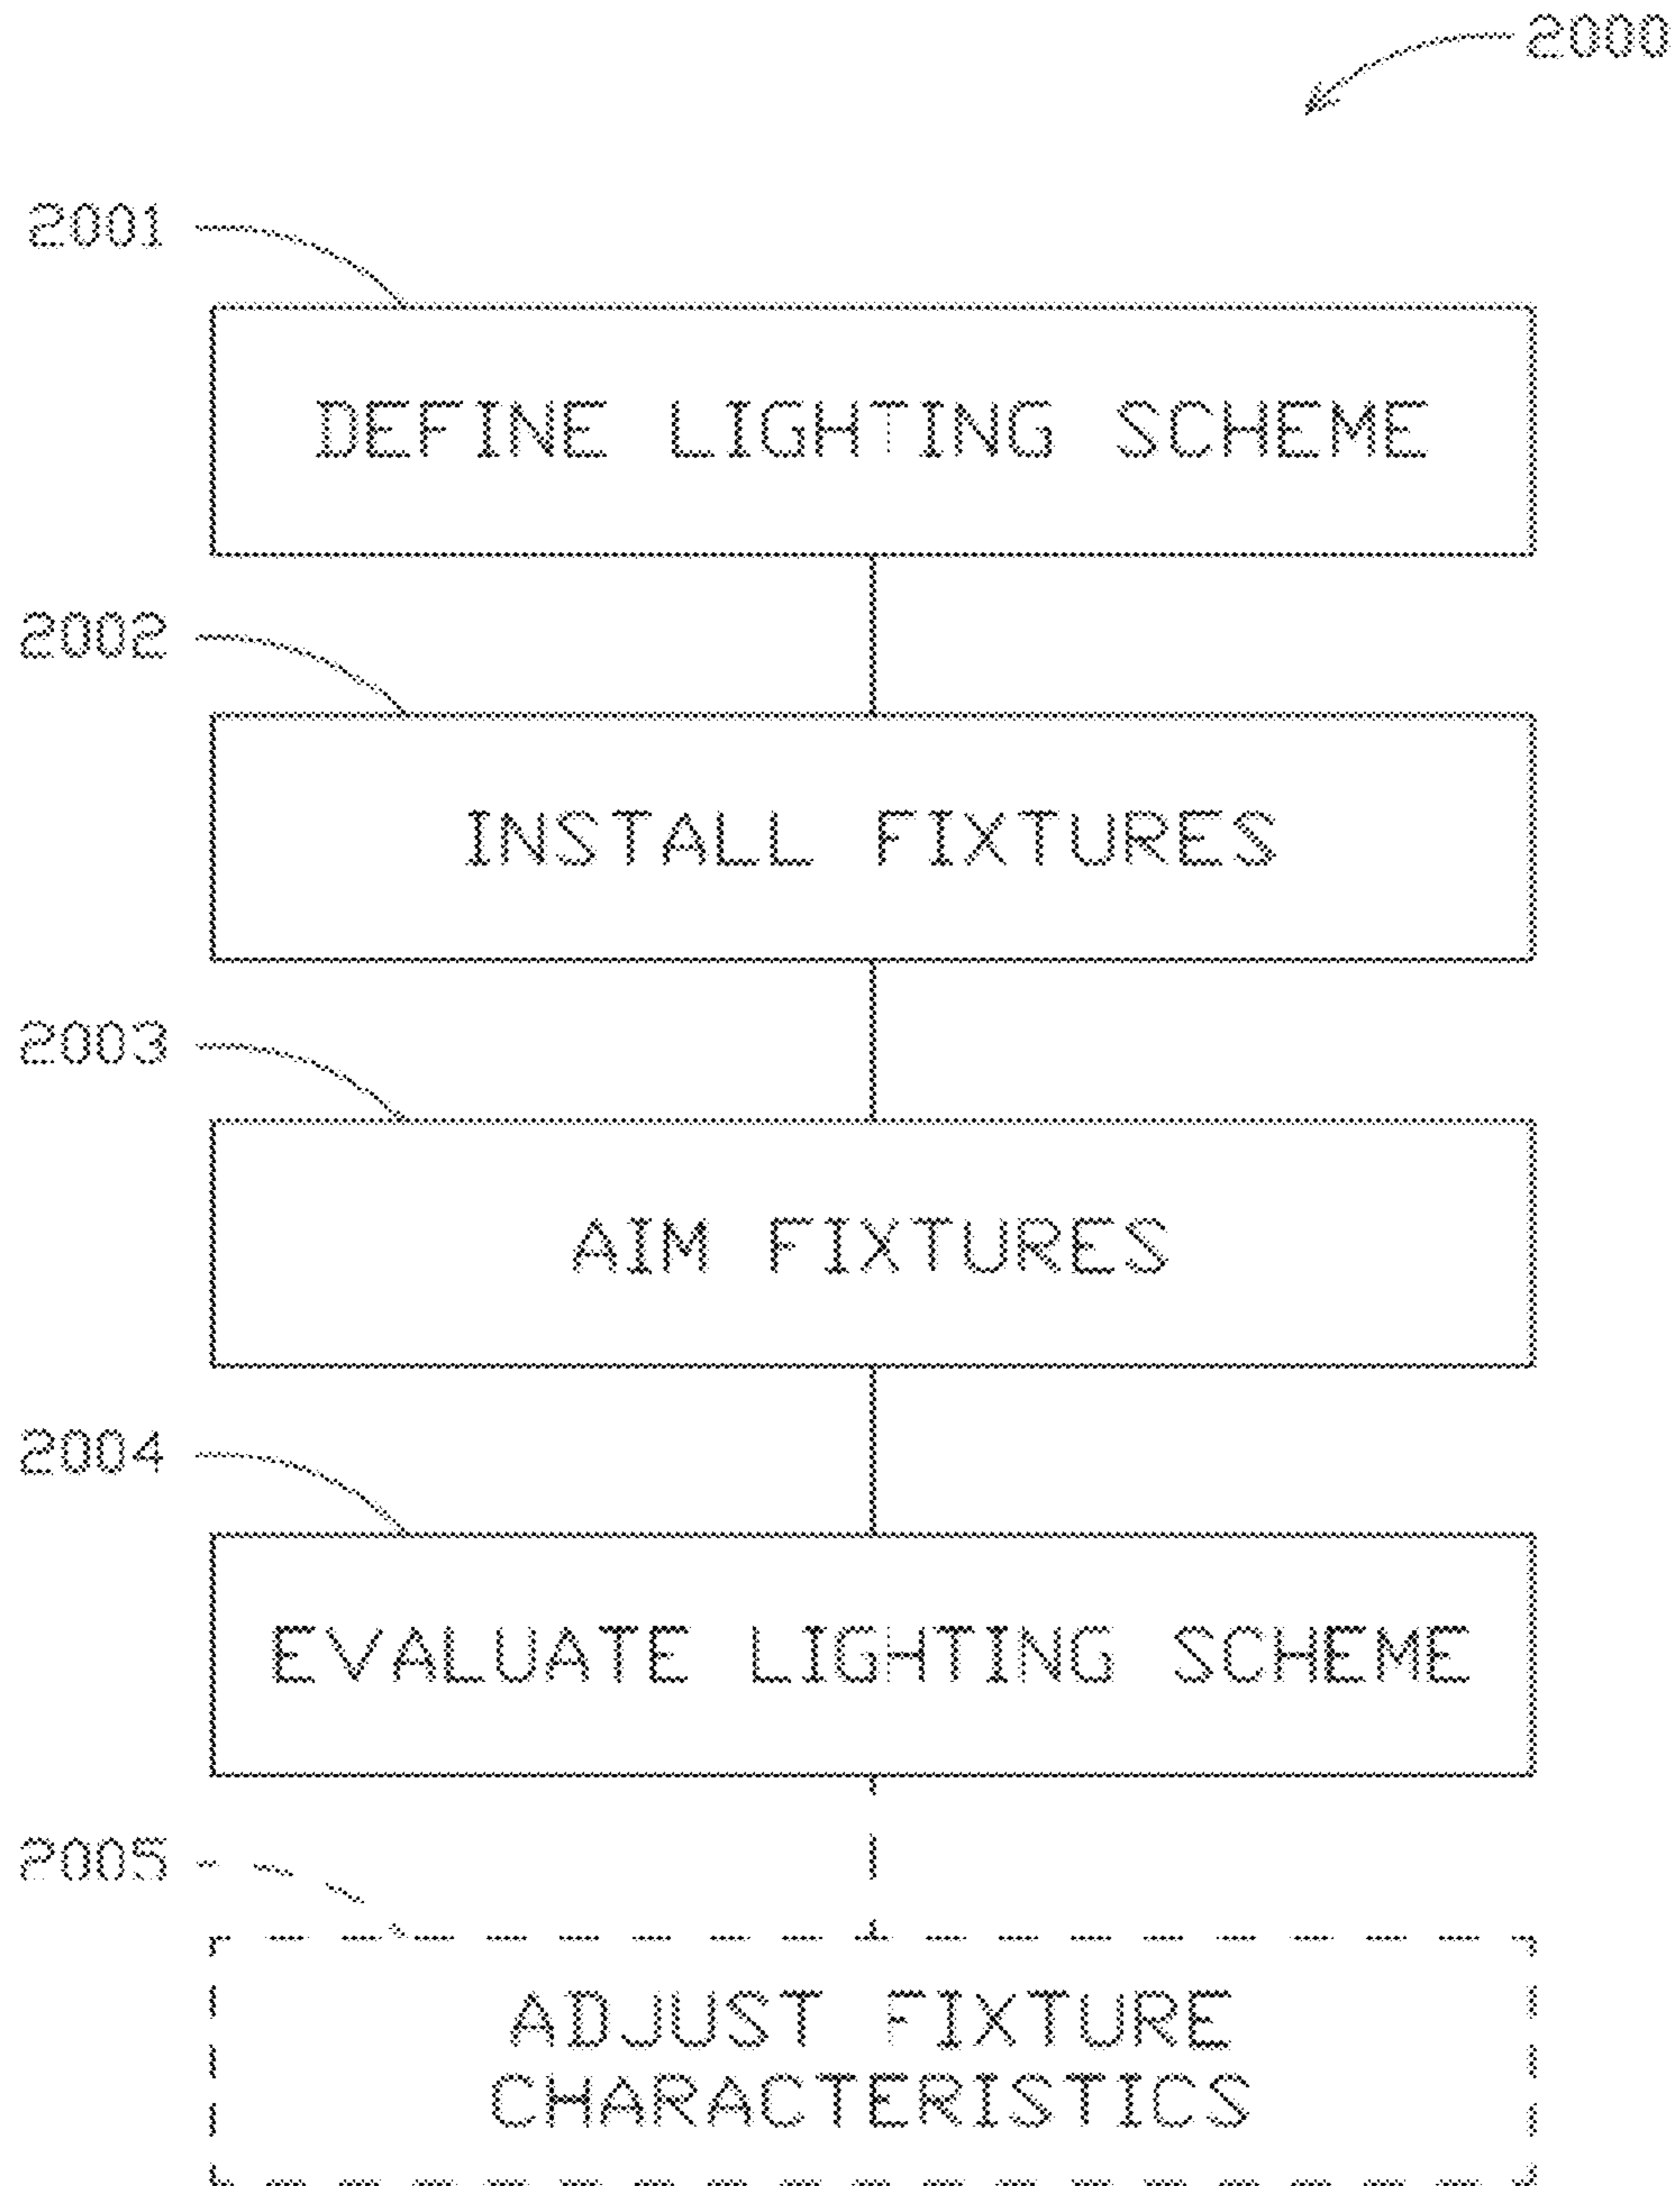 2000
2001
DEFINE LIGHTING SCHEME
2002
INSTALL FIXTURES
2003
AIM FIXTURES
2004
EVALUATE LIGHTING SCHEME
2005
ADJUST FIXTURE
CHARACTERISTICS